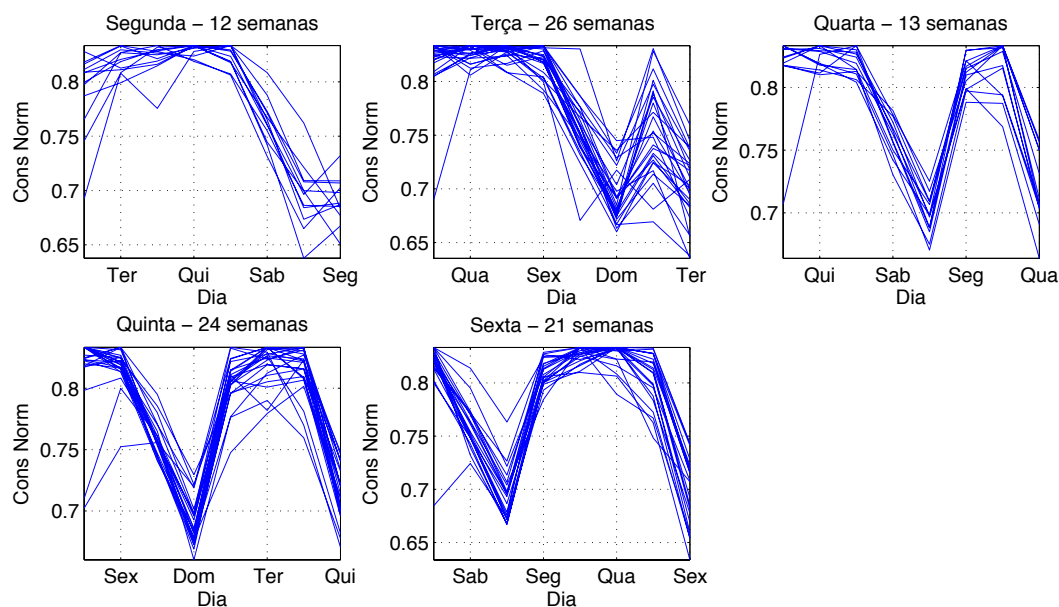 Segunda − 12 semanas
Cons Norm
0.8
0.75
0.7
0.65
Ter Qui Sab Seg
Dia
Terça − 26 semanas
Cons Norm
0.8
0.75
0.7
0.65
Qua Sex Dom Ter
Dia
Quarta − 13 semanas
Cons Norm
0.8
0.75
0.7
Qui Sab Seg Qua
Dia
Quinta − 24 semanas
Cons Norm
0.8
0.75
0.7
Sex Dom Ter Qui
Dia
Sexta − 21 semanas
Cons Norm
0.8
0.75
0.7
0.65
Sab Seg Qua Sex
Dia